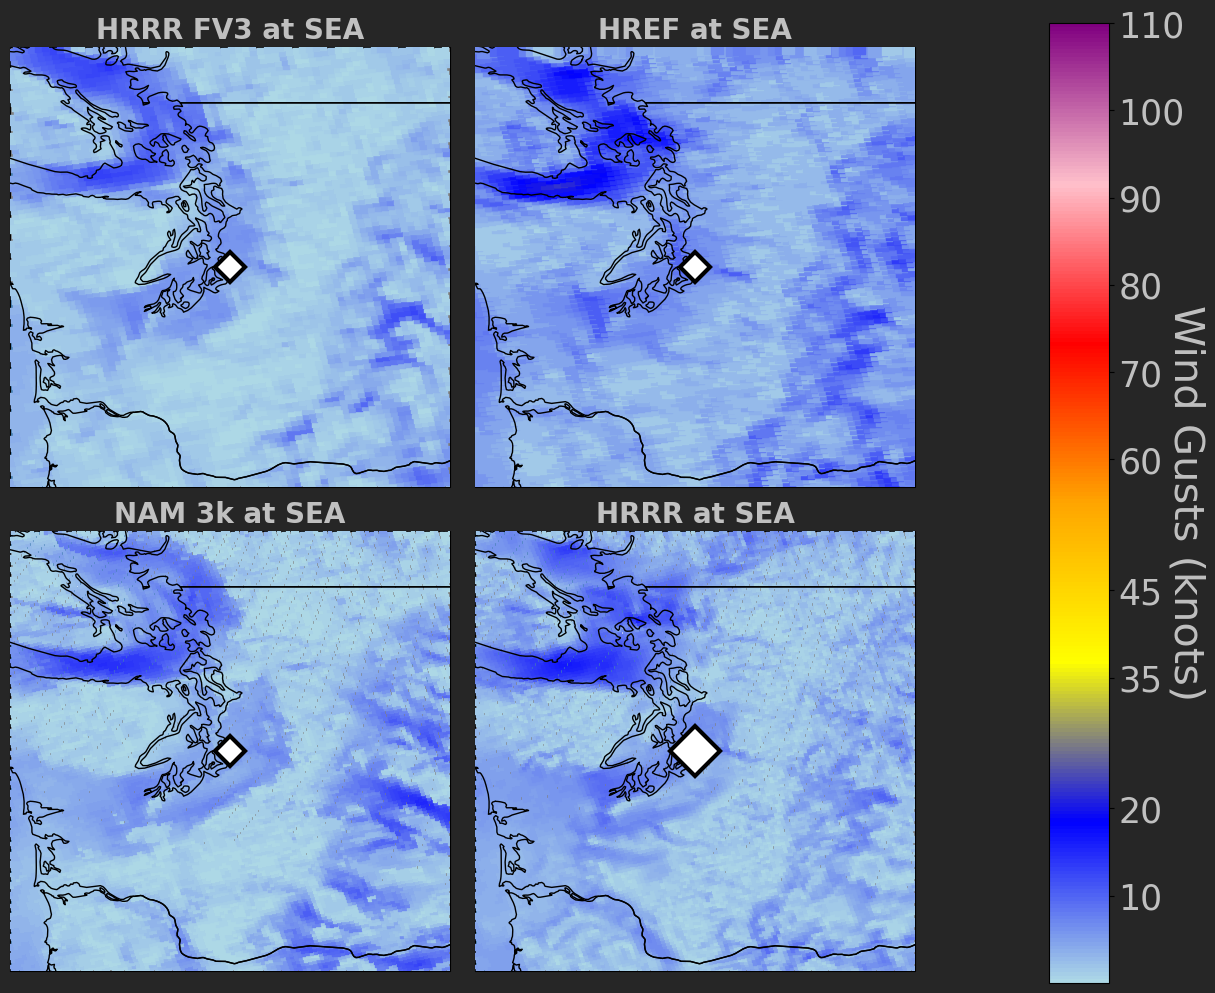 HRRR FV3 at SEA
HREF at SEA
NAM 3k at SEA
HRRR at SEA
110
100
90
80
70
60
45
35
20
10
Wind Gusts (knots)